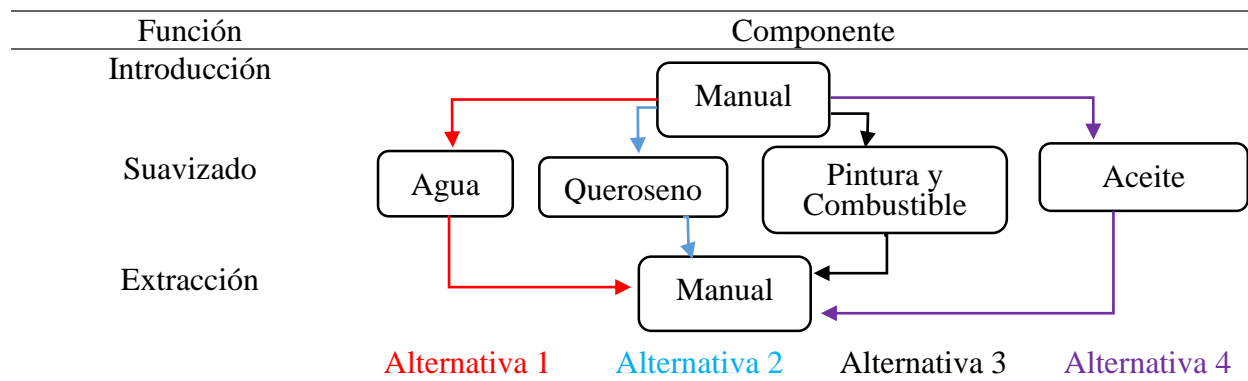 Función Componente
Introducción
Manual
Suavizado
Agua
Queroseno
Pintura y
Combustible
Aceite
Extracción
Manual
Alternativa 1 Alternativa 2 Alternativa 3 Alternativa 4